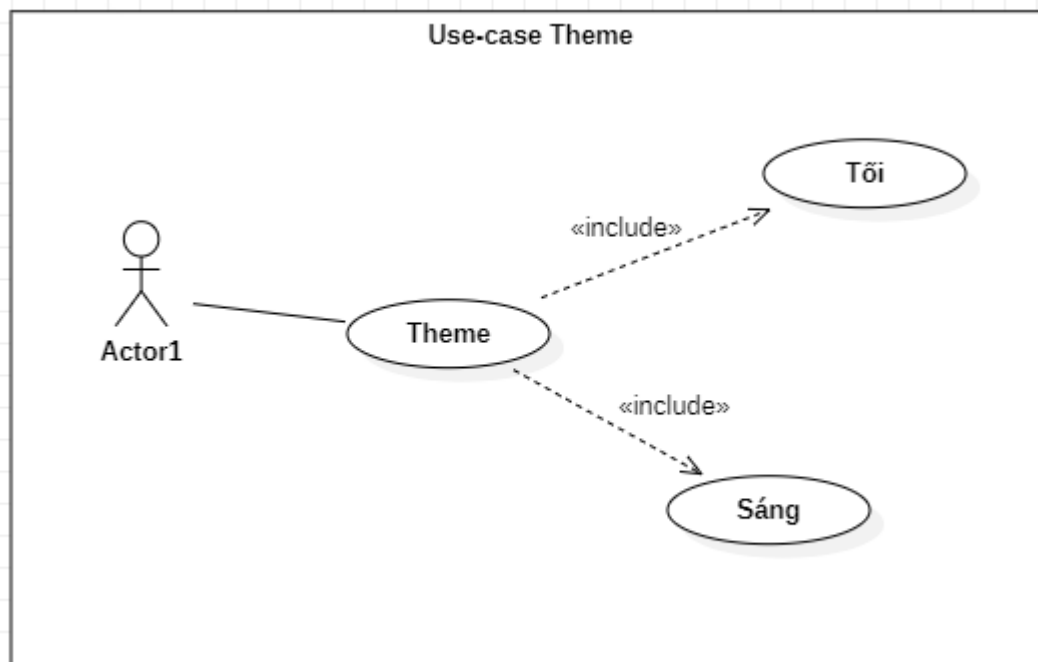 Use-case Theme
Tối
«include»
Theme
Actor1
«include»
Sáng